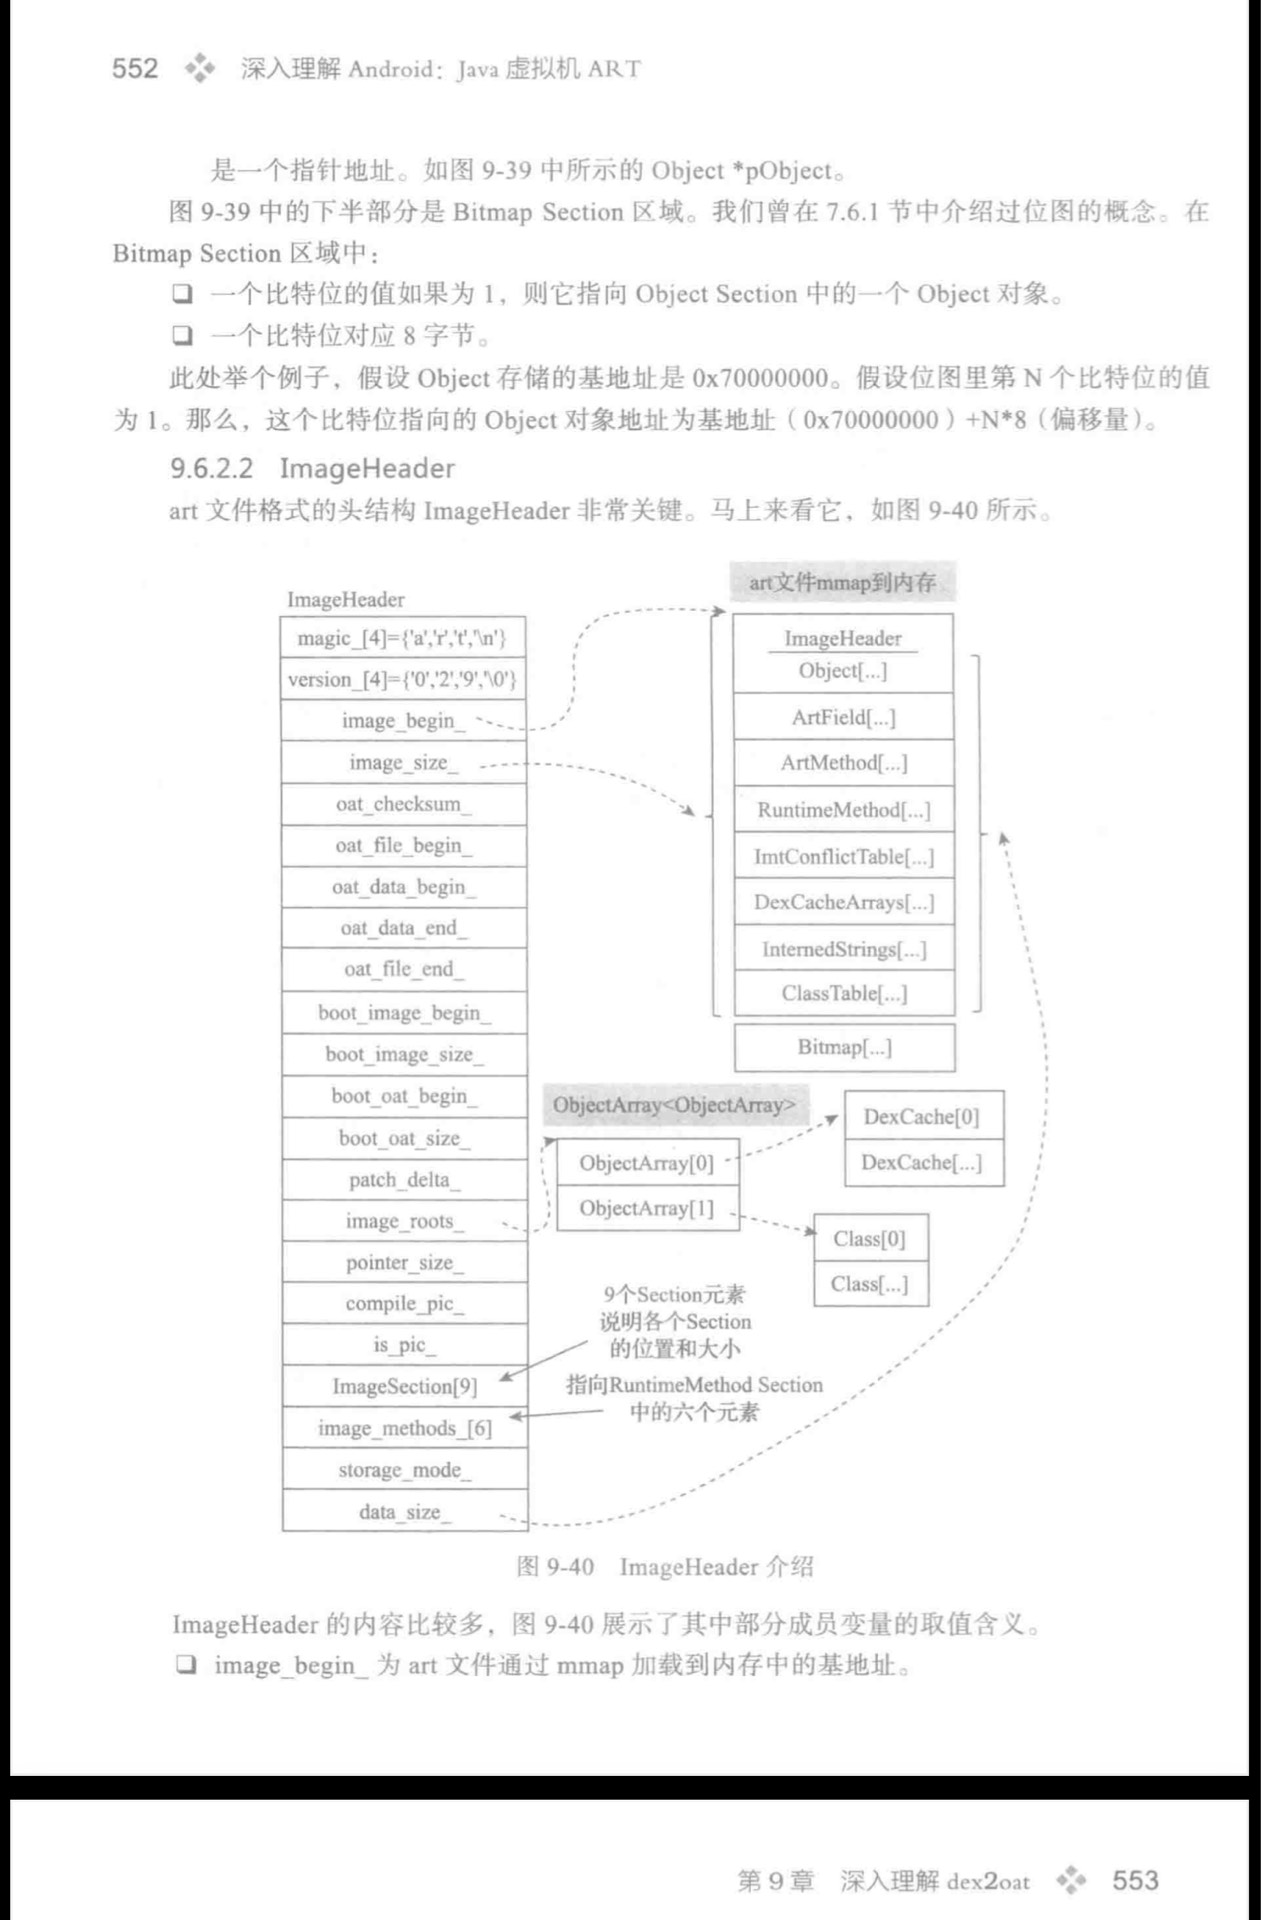 552 深入理解 Android：Java 虚拟机 ART
是一个指针地址。如图 9-39 中所示的 Object *pObject。
图 9-39 中的下半部分是 Bitmap Section 区域。我们曾在 7.6.1 节中介绍过位图的概念。在
Bitmap Section 区域中：
❑ 一个比特位的值如果为 1，则它指向 Object Section 中的一个 Object 对象。
❑ 一个比特位对应 8 字节。
此处举个例子，假设 Object 存储的基地址是 0x70000000。假设位图里第 N 个比特位的值
为 1。那么，这个比特位指向的 Object 对象地址为基地址（0x70000000）+N*8（偏移量）。
9.6.2.2 ImageHeader
art 文件格式的头结构 ImageHeader 非常关键。马上来看它，如图 9-40 所示。
ImageHeader
magic_[4]={'a','r','t','\n'}
version_[4]={'0','2','9','\0'}
image_begin_
image_size_
oat_checksum_
oat_file_begin_
oat_data_begin_
oat_data_end_
oat_file_end_
boot_image_begin_
boot_image_size_
boot_oat_begin_
boot_oat_size_
patch_delta_
image_roots_
pointer_size_
compile_pic_
is_pic_
ImageSection[9]
image_methods_[6]
storage_mode_
data_size_
art文件mmap到内存
ImageHeader
Object[...]
ArtField[...]
ArtMethod[...]
RuntimeMethod[...]
ImtConflictTable[...]
DexCacheArrays[...]
InternedStrings[...]
ClassTable[...]
Bitmap[...]
ObjectArray<ObjectArray>
ObjectArray[0]
ObjectArray[1]
DexCache[0]
DexCache[...]
Class[0]
Class[...]
9个Section元素
说明各个Section
的位置和大小
指向RuntimeMethod Section
中的六个元素
图 9-40 ImageHeader 介绍
ImageHeader 的内容比较多，图 9-40 展示了其中部分成员变量的取值含义。
❑ image_begin_ 为 art 文件通过 mmap 加载到内存中的基地址。
第 9 章 深入理解 dex2oat 553